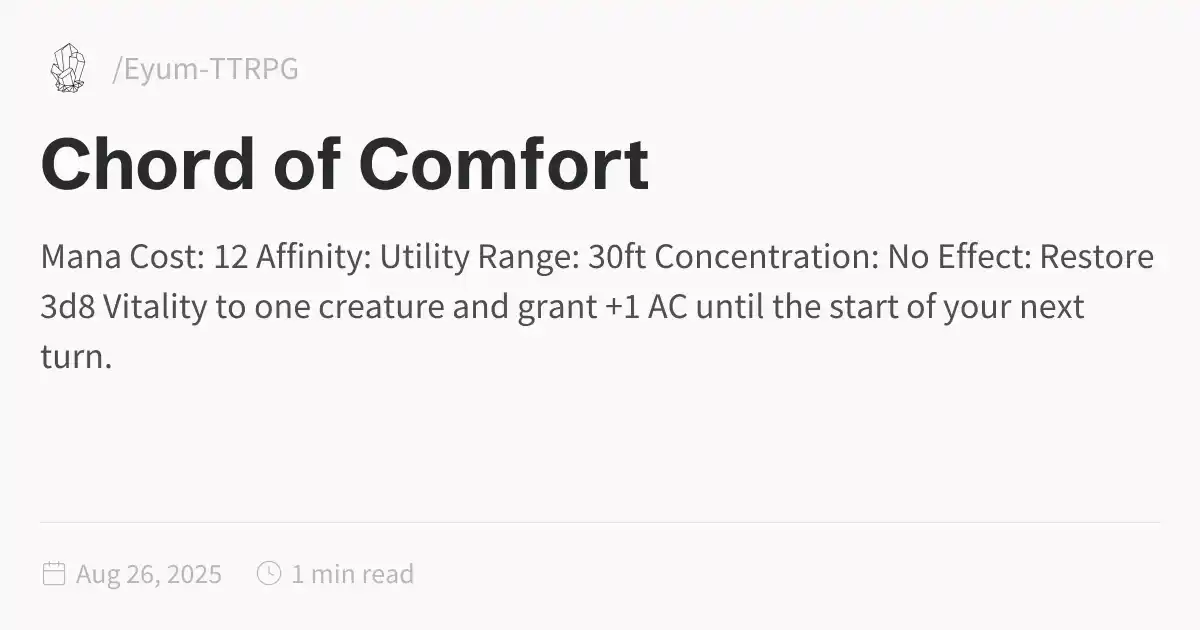 /Eyum-TTRPG
Chord of Comfort
Mana Cost: 12 Affinity: Utility Range: 30ft Concentration: No Effect: Restore
3d8 Vitality to one creature and grant +1 AC until the start of your next
turn.
Aug 26, 2025 1 min read